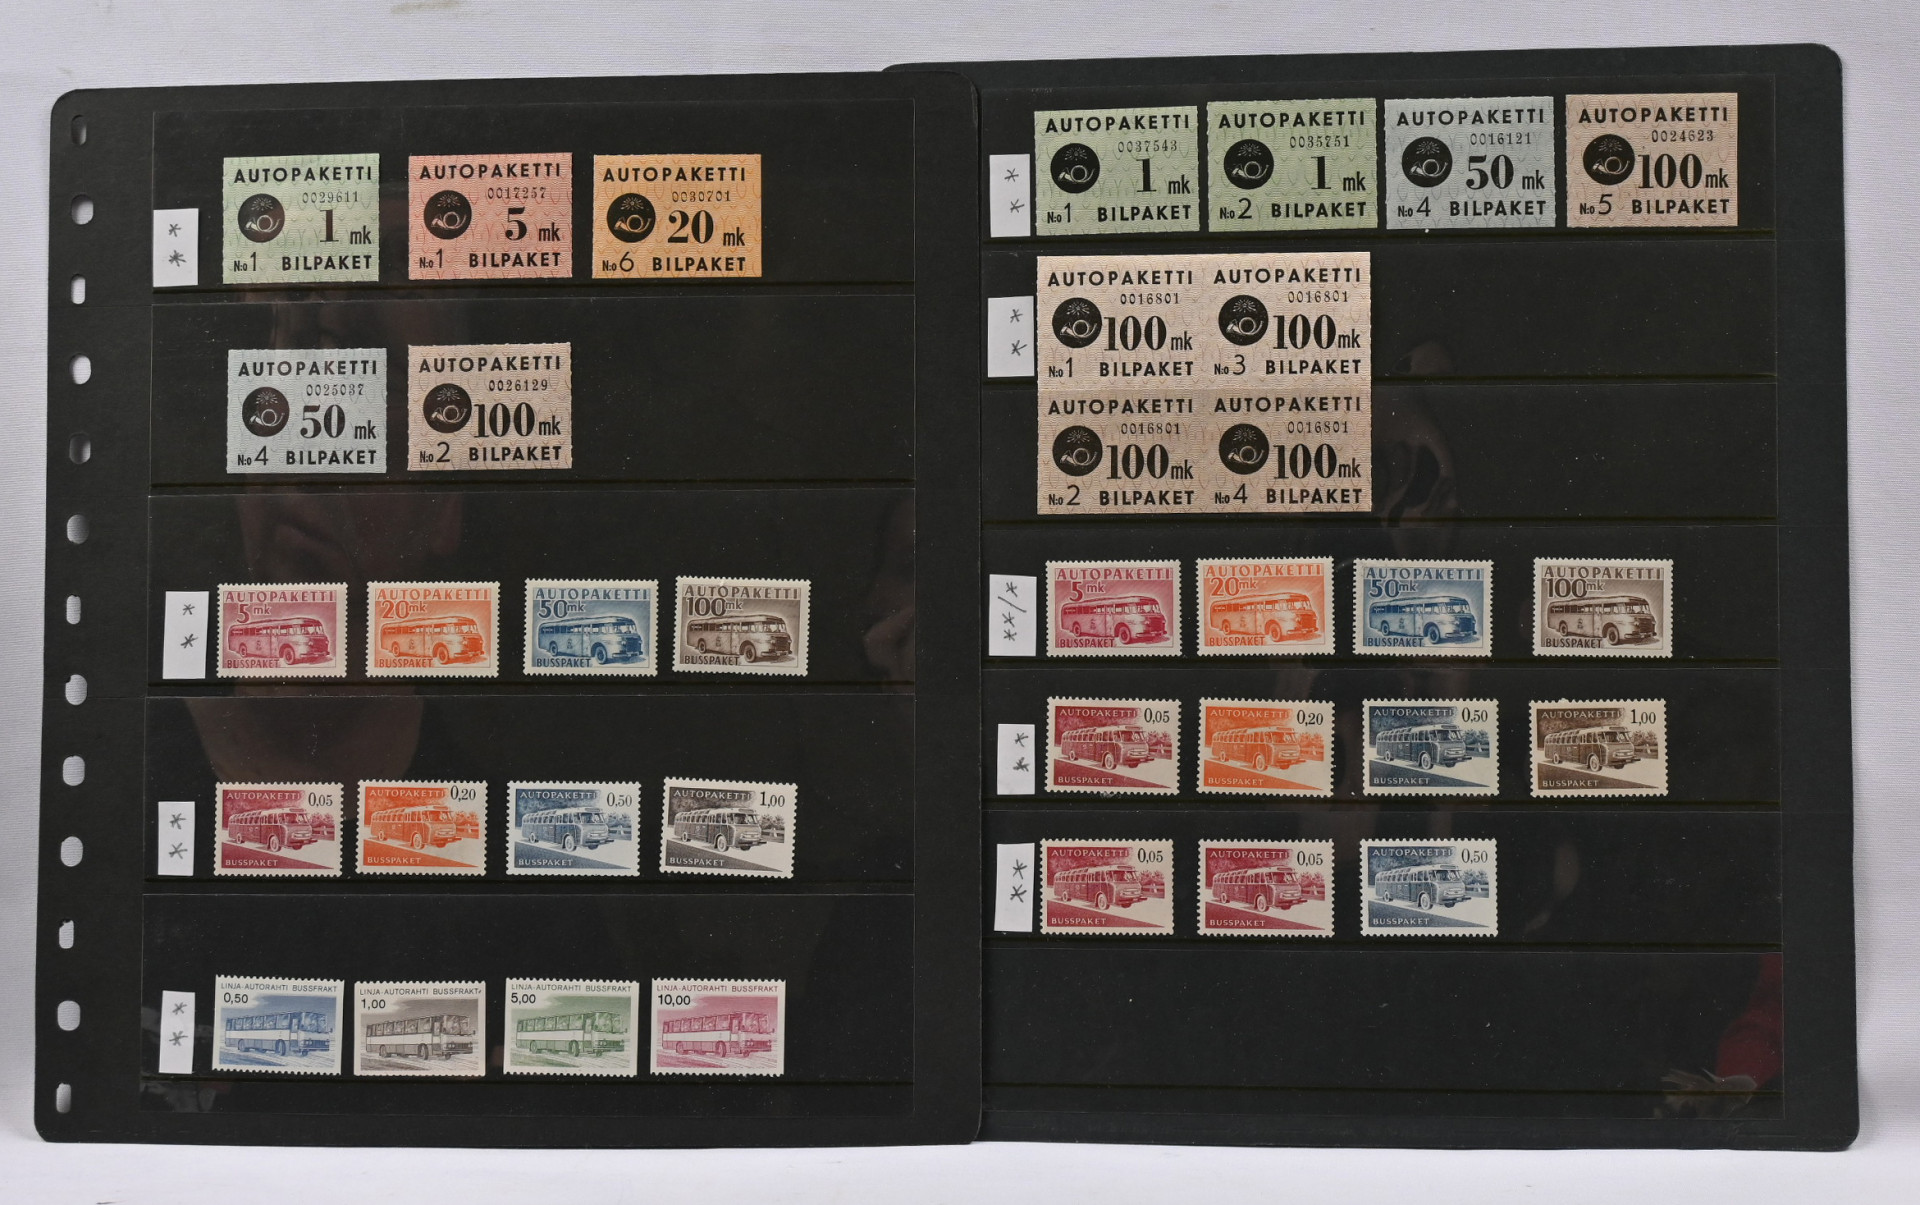 * *
AUTOPAKETTI
0029611
1 mk
N:o 1 BILPAKET
AUTOPAKETTI
0017257
5 mk
N:o 1 BILPAKET
AUTOPAKETTI
0030701
20 mk
N:o 6 BILPAKET
AUTOPAKETTI
0025037
50 mk
N:o 4 BILPAKET
AUTOPAKETTI
0026129
100 mk
N:o 2 BILPAKET
* *
AUTOPAKETTI
5 mk
BUSSPAKET
AUTOPAKETTI
20 mk
BUSSPAKET
AUTOPAKETTI
50 mk
BUSSPAKET
AUTOPAKETTI
100 mk
BUSSPAKET
* *
AUTOPAKETTI 0,05
BUSSPAKET
AUTOPAKETTI 0,20
BUSSPAKET
AUTOPAKETTI 0,50
BUSSPAKET
AUTOPAKETTI 1,00
BUSSPAKET
* *
LINJA-AUTORAHTI BUSSFRAKT
0,50
LINJA-AUTORAHTI BUSSFRAKT
1,00
LINJA-AUTORAHTI BUSSFRAKT
5,00
LINJA-AUTORAHTI BUSSFRAKT
10,00
* *
AUTOPAKETTI
0037543
1 mk
N:o 1 BILPAKET
AUTOPAKETTI
0035751
1 mk
N:o 2 BILPAKET
AUTOPAKETTI
0016121
50 mk
N:o 4 BILPAKET
AUTOPAKETTI
0024623
100 mk
N:o 5 BILPAKET
* *
AUTOPAKETTI
0016801
100 mk
N:o 1 BILPAKET
AUTOPAKETTI
0016801
100 mk
N:o 3 BILPAKET
AUTOPAKETTI
0016801
100 mk
N:o 2 BILPAKET
AUTOPAKETTI
0016801
100 mk
N:o 4 BILPAKET
**/*
AUTOPAKETTI
5 mk
BUSSPAKET
AUTOPAKETTI
20 mk
BUSSPAKET
AUTOPAKETTI
50 mk
BUSSPAKET
AUTOPAKETTI
100 mk
BUSSPAKET
* *
AUTOPAKETTI 0,05
BUSSPAKET
AUTOPAKETTI 0,20
BUSSPAKET
AUTOPAKETTI 0,50
BUSSPAKET
AUTOPAKETTI 1,00
BUSSPAKET
* *
AUTOPAKETTI 0,05
BUSSPAKET
AUTOPAKETTI 0,05
BUSSPAKET
AUTOPAKETTI 0,50
BUSSPAKET